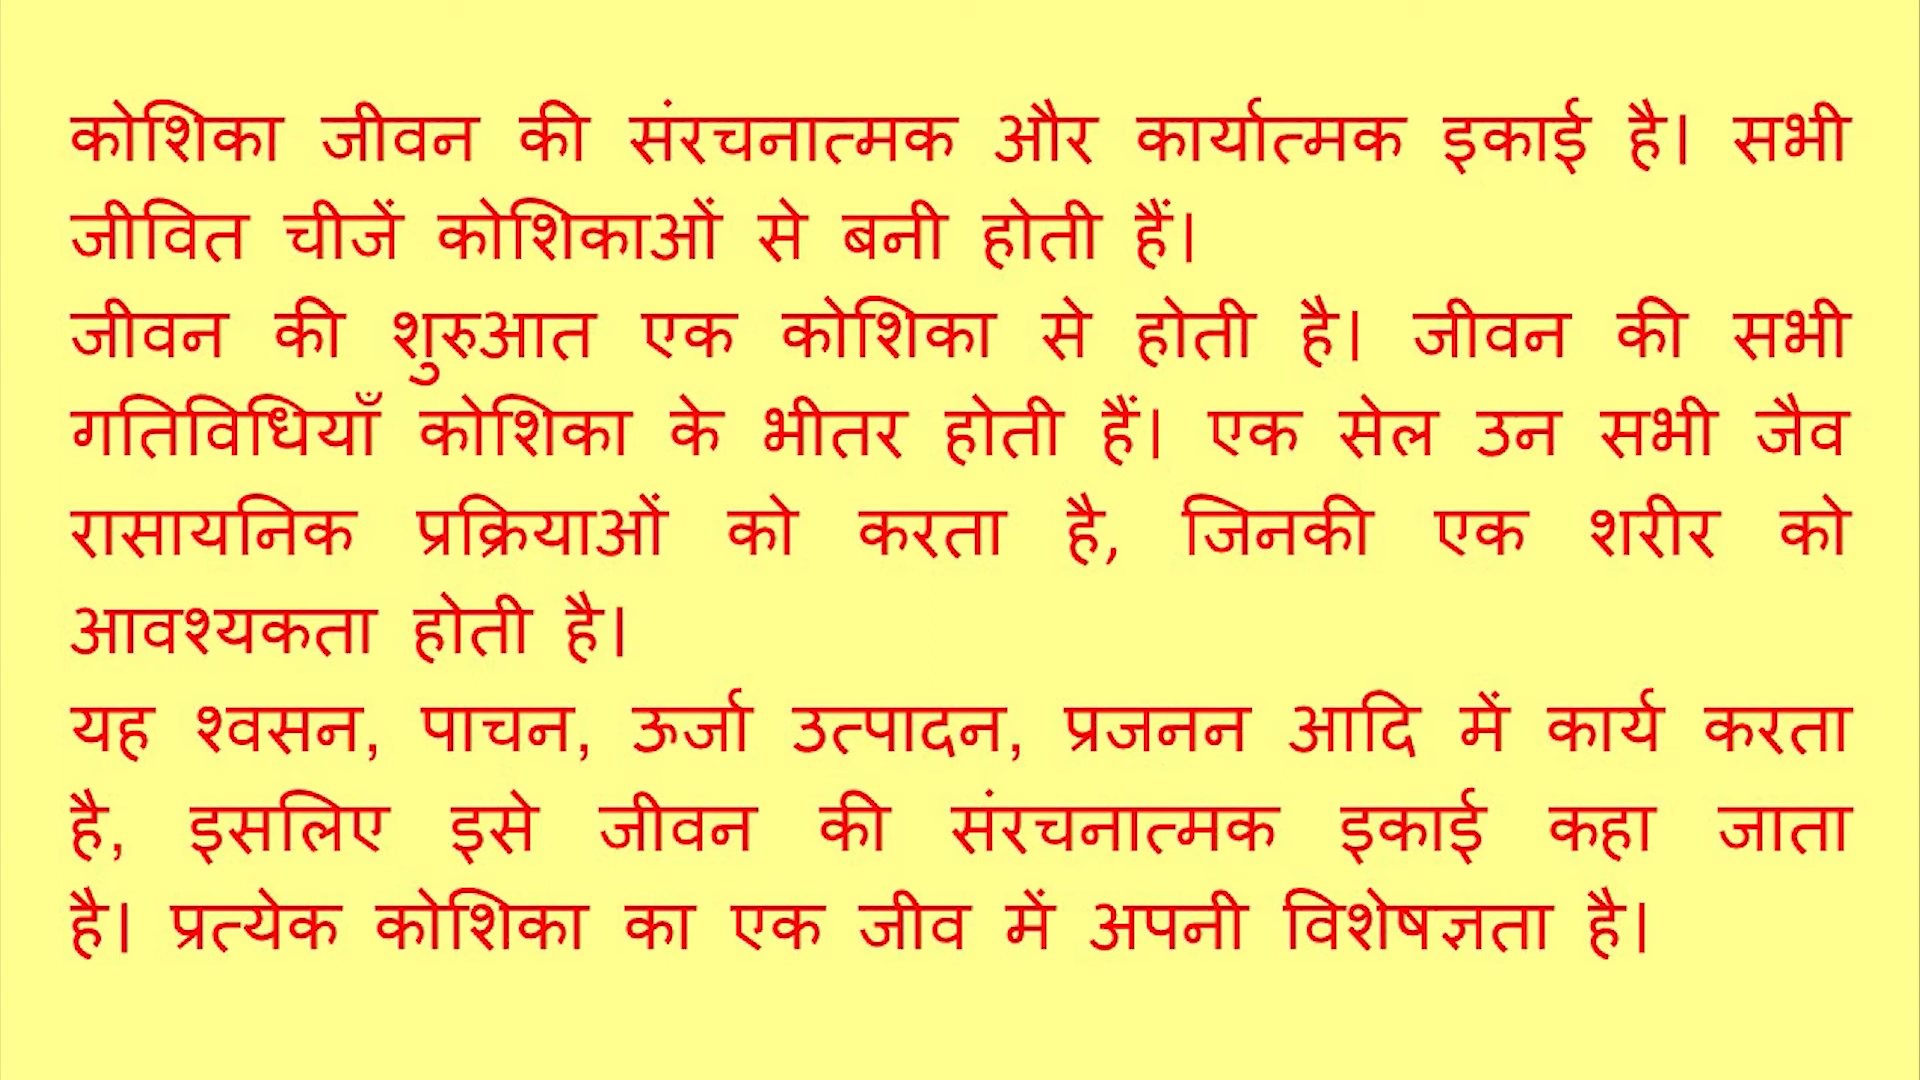 कोशिका जीवन की संरचनात्मक और कार्यात्मक इकाई है। सभी
जीवित चीजें कोशिकाओं से बनी होती हैं।
जीवन की शुरुआत एक कोशिका से होती है। जीवन की सभी
गतिविधियाँ कोशिका के भीतर होती हैं। एक सेल उन सभी जैव
रासायनिक प्रक्रियाओं को करता है, जिनकी एक शरीर को
आवश्यकता होती है।
यह श्वसन, पाचन, ऊर्जा उत्पादन, प्रजनन आदि में कार्य करता
है, इसलिए इसे जीवन की संरचनात्मक इकाई कहा जाता
है। प्रत्येक कोशिका का एक जीव में अपनी विशेषज्ञता है।